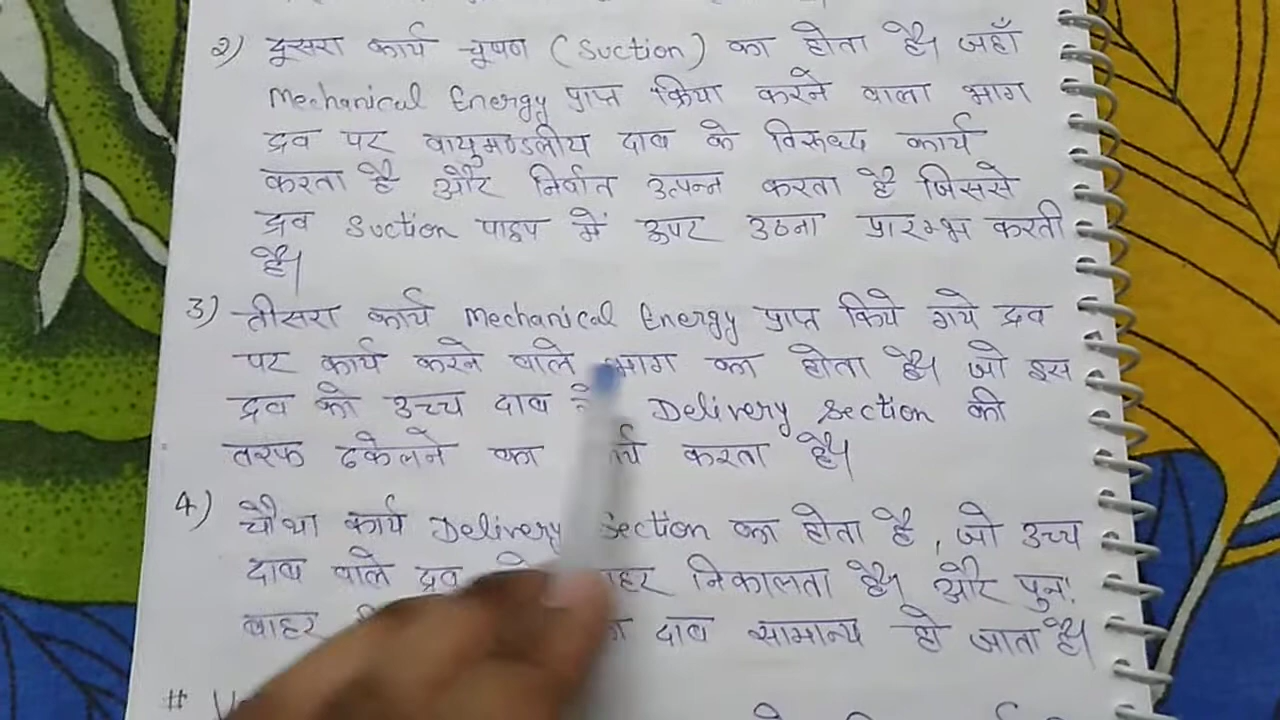 2) दूसरा कार्य चूषण (Suction) का होता है। जहाँ
Mechanical Energy प्राप्त किया करने वाला भाग
द्रव पर वायुमण्डलीय दाब के विरूध्द कार्य
करता है और निर्वात उत्पन्न करता है जिससे
द्रव Suction पाइप में ऊपर उठना प्रारम्भ करती
है।
3) तीसरा कार्य Mechanical Energy प्राप्त किये गये द्रव
पर कार्य करने वाले भाग का होता है। जो इस
द्रव को उच्च दाब Delivery Section की
तरफ ढकेलने का करता है।
4) चौथा कार्य Delivery Section का होता है, जो उच्च
दाब वाले द्रव निकालता है। और पुनः
बाहर दाब सामान्य हो जाता है।
#